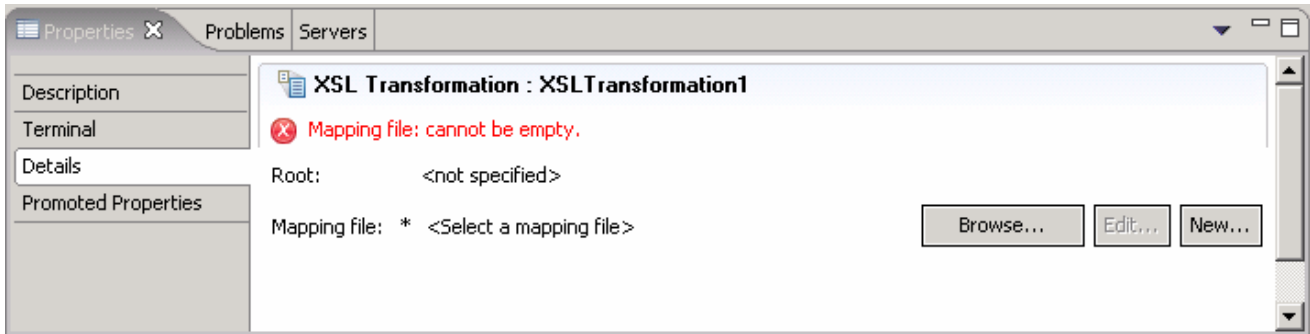 Properties Problems Servers
Description
Terminal
Details
Promoted Properties
XSL Transformation : XSLTransformation1
Mapping file: cannot be empty.
Root: <not specified>
Mapping file: * <Select a mapping file> Browse... Edit... New...